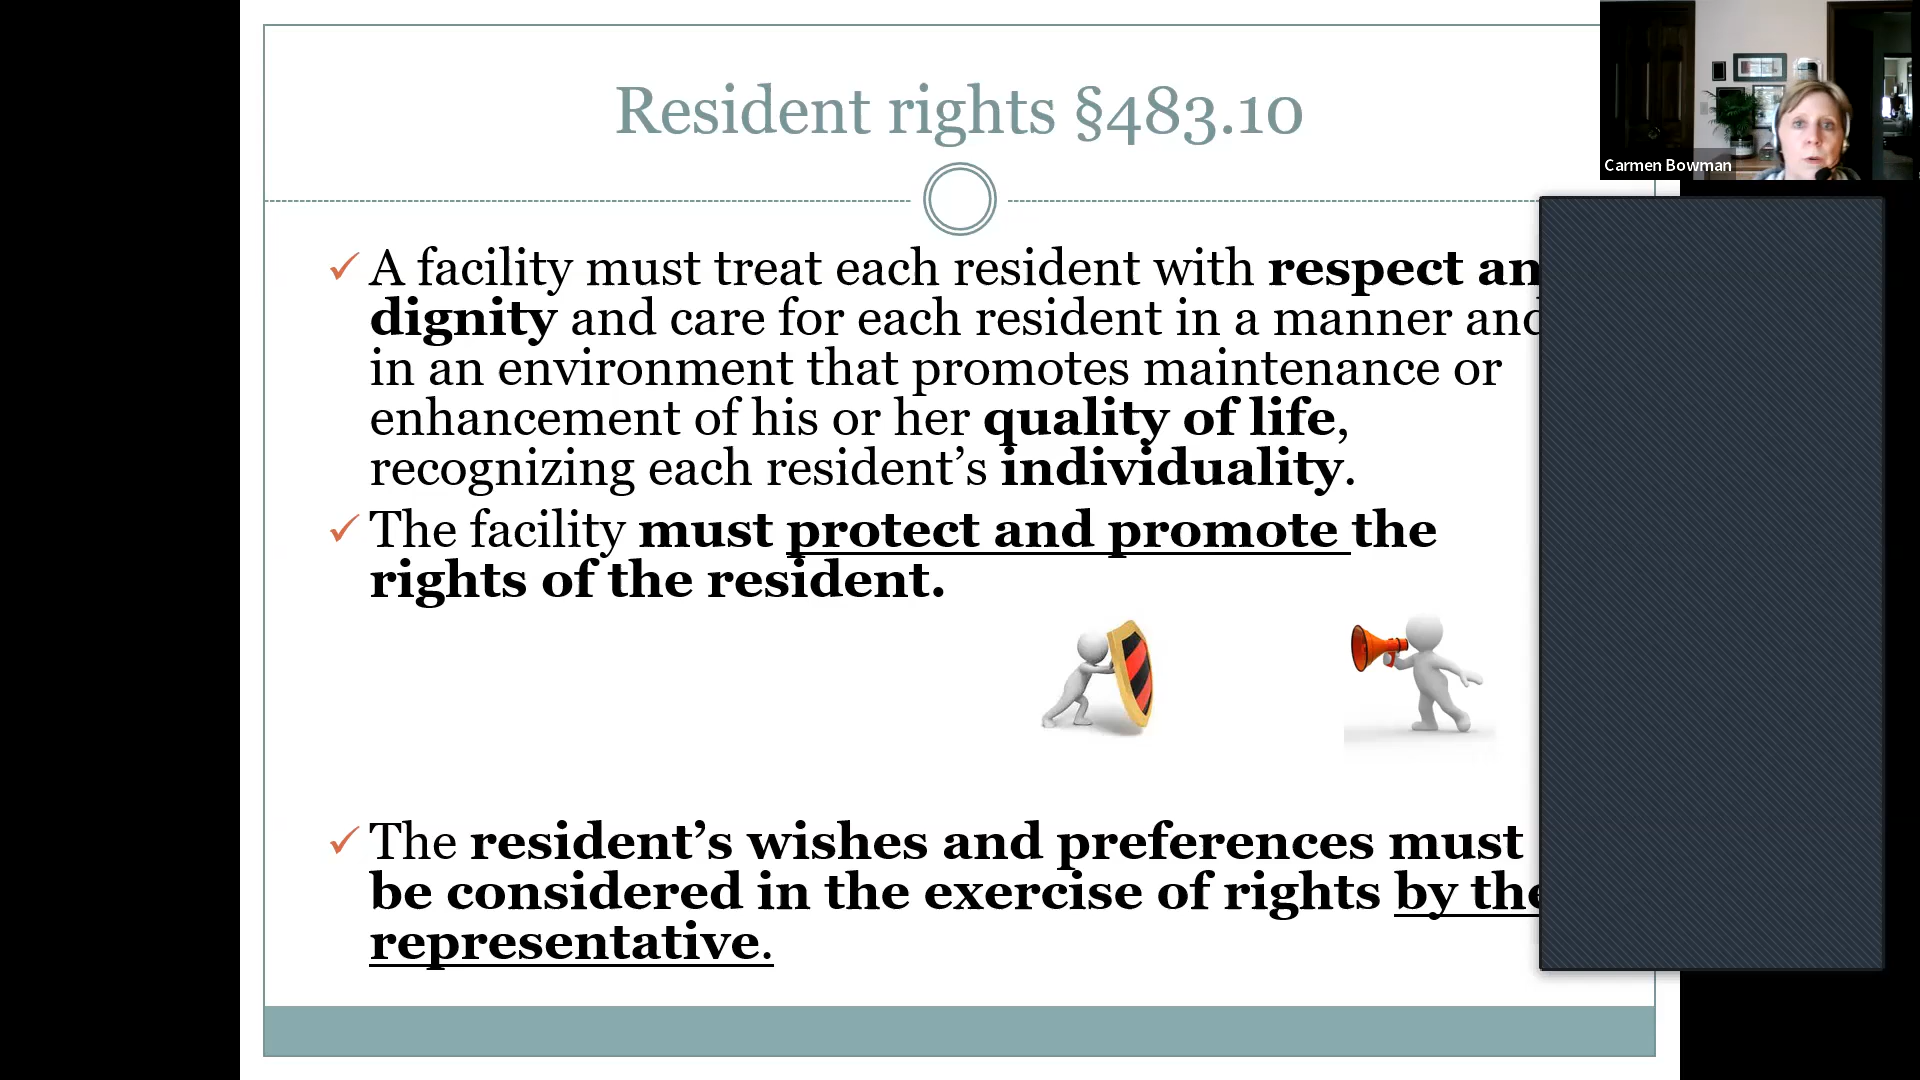 Resident rights §483.10
Carmen Bowman
✓ A facility must treat each resident with respect an
dignity and care for each resident in a manner and
in an environment that promotes maintenance or
enhancement of his or her quality of life,
recognizing each resident’s individuality.
✓ The facility must protect and promote the
rights of the resident.
✓ The resident’s wishes and preferences must
be considered in the exercise of rights by the
representative.